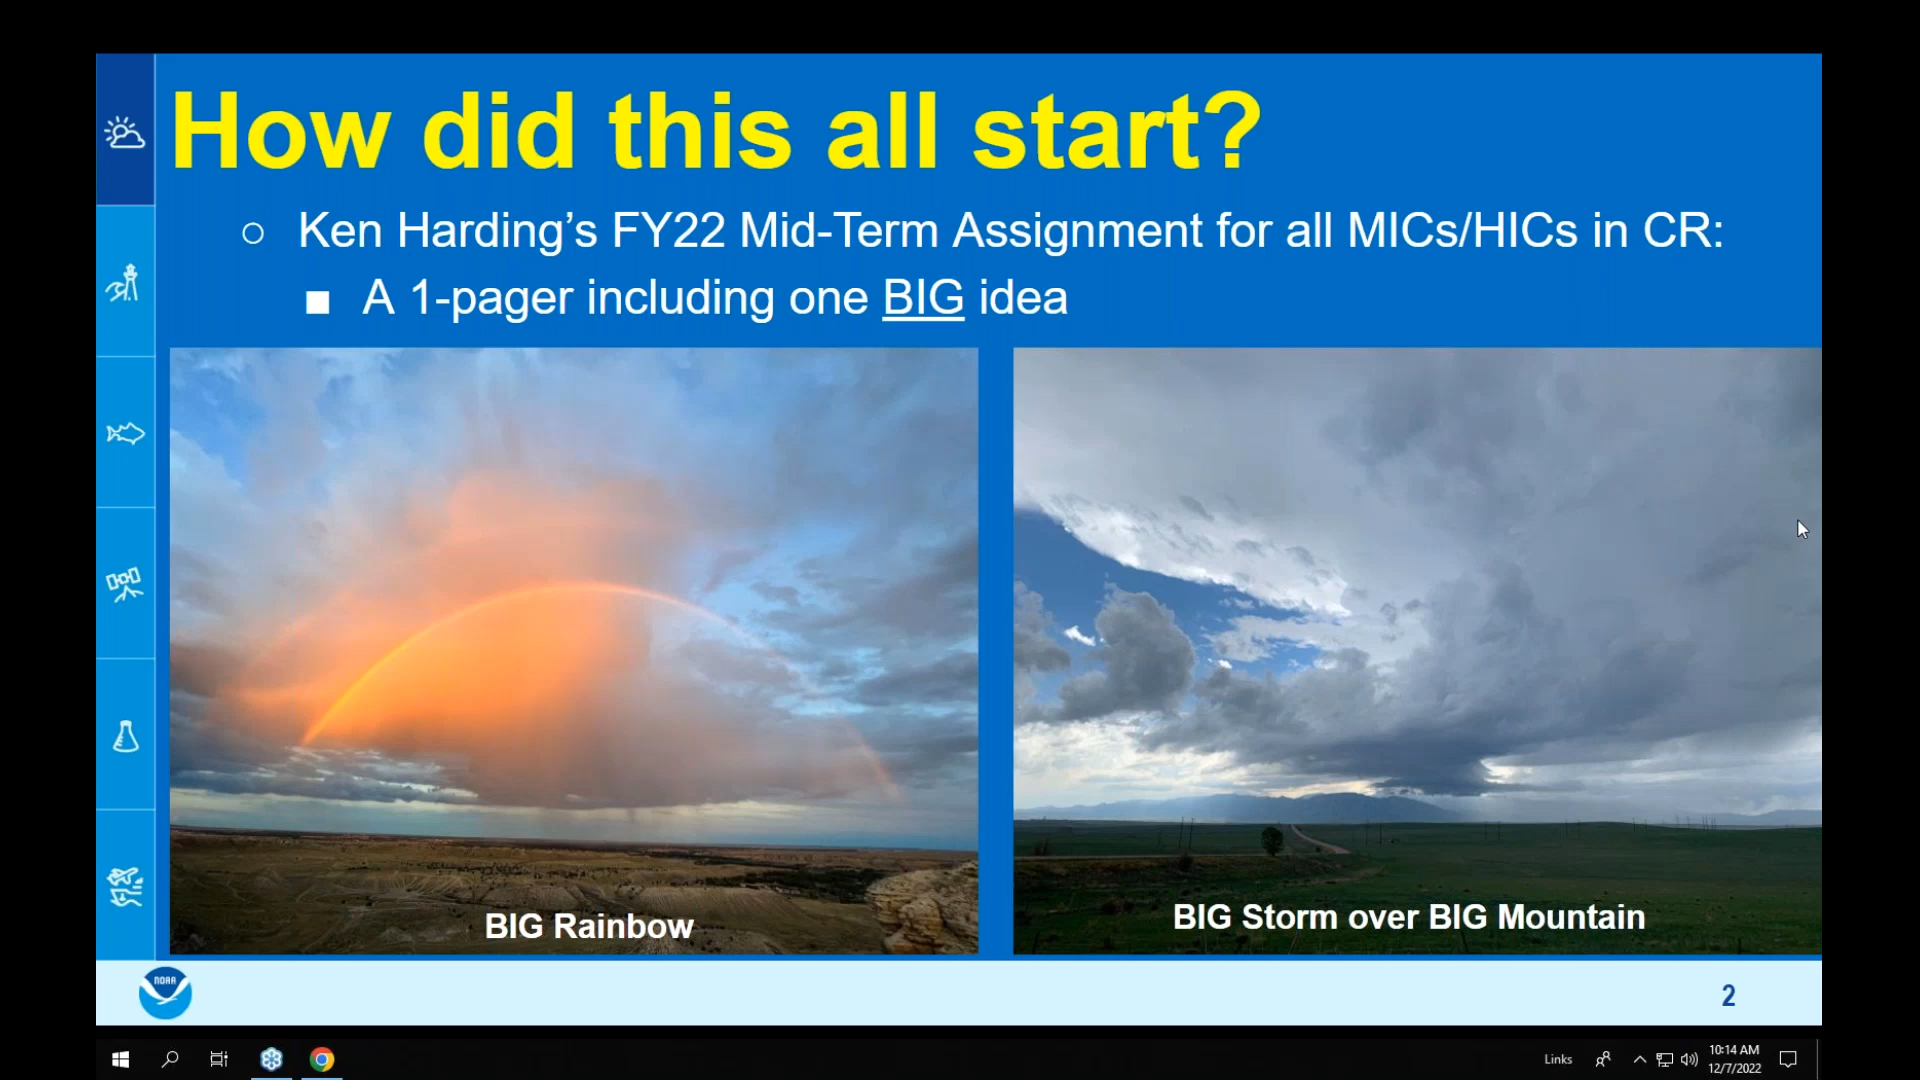 How did this all start?
○ Ken Harding’s FY22 Mid-Term Assignment for all MICs/HICs in CR:
■ A 1-pager including one BIG idea
BIG Rainbow
BIG Storm over BIG Mountain
NOAA
2
Links
10:14 AM
12/7/2022